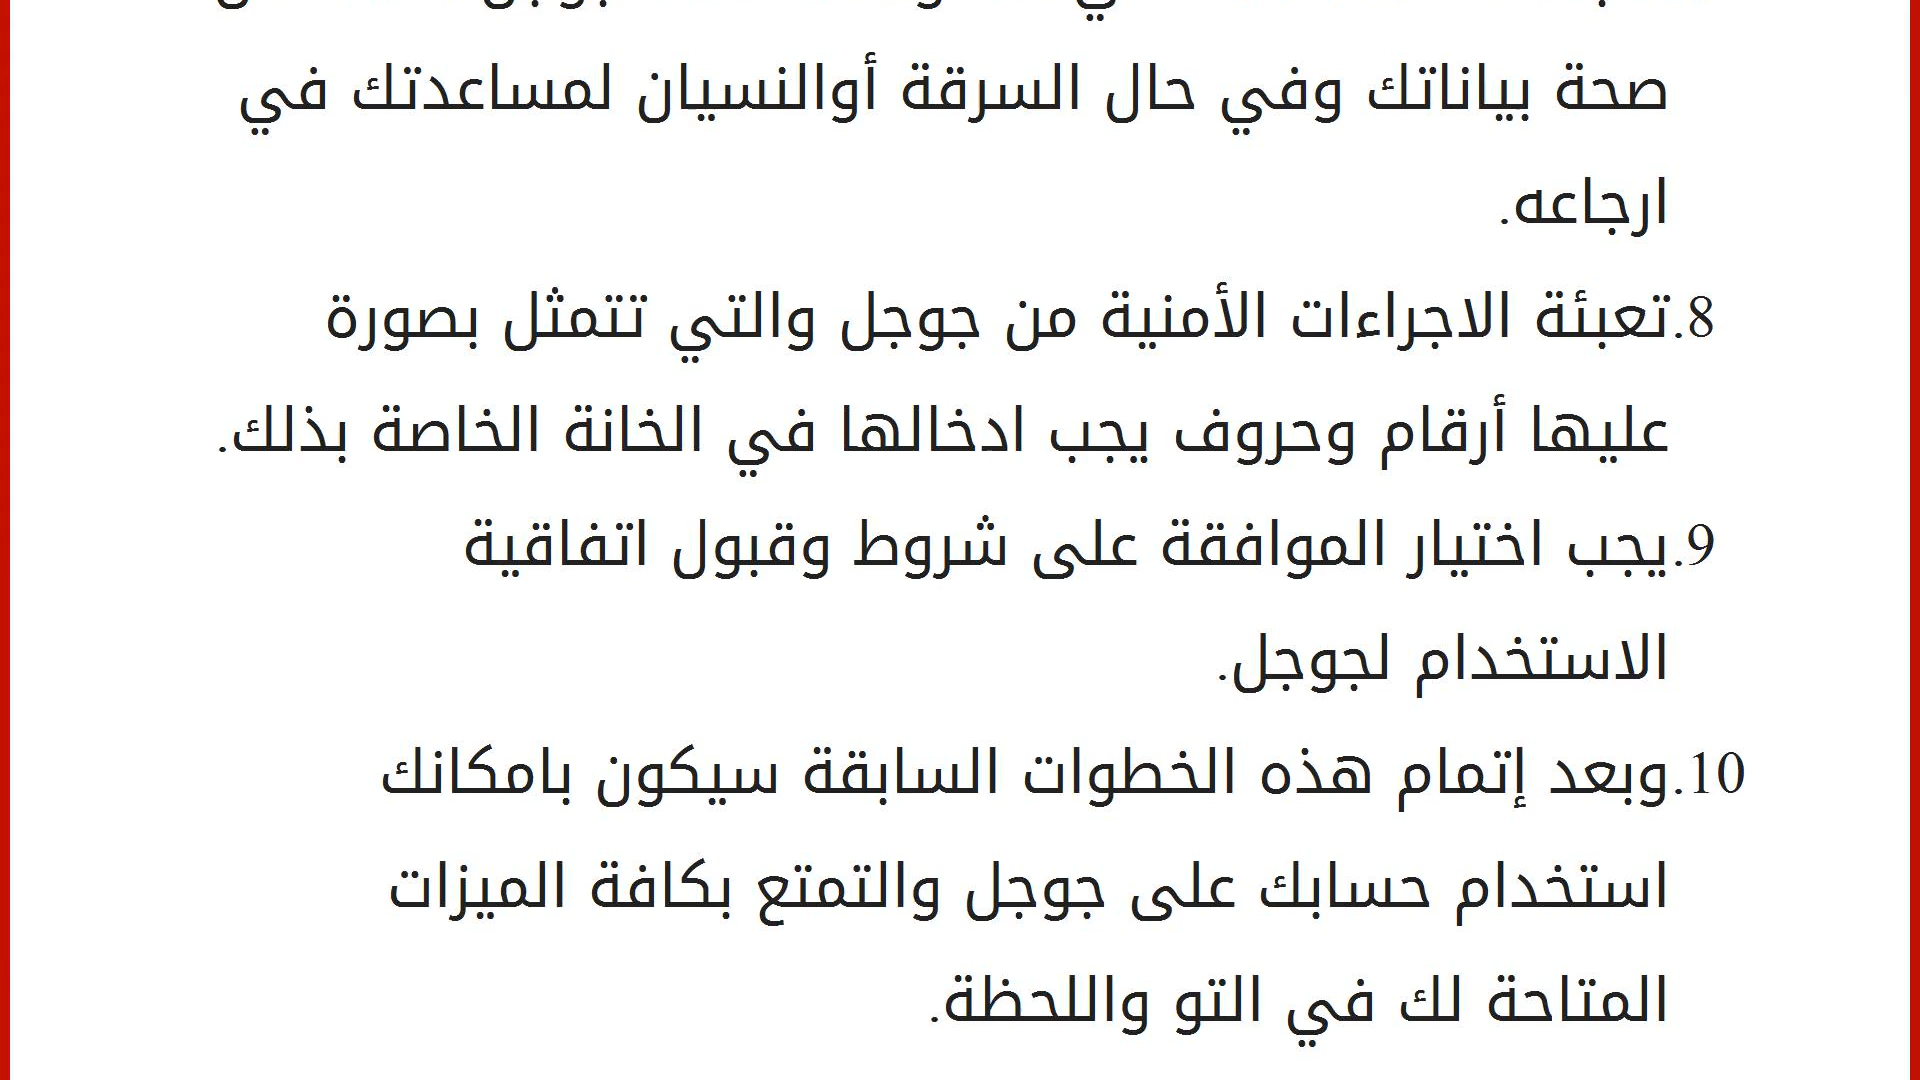 صحة بياناتك وفي حال السرقة أوالنسيان لمساعدتك في
ارجاعه.
8.تعبئة الاجراءات الأمنية من جوجل والتي تتمثل بصورة
عليها أرقام وحروف يجب ادخالها في الخانة الخاصة بذلك.
9.يجب اختيار الموافقة على شروط وقبول اتفاقية
الاستخدام لجوجل.
10.وبعد إتمام هذه الخطوات السابقة سيكون بامكانك
استخدام حسابك على جوجل والتمتع بكافة الميزات
المتاحة لك في التو واللحظة.